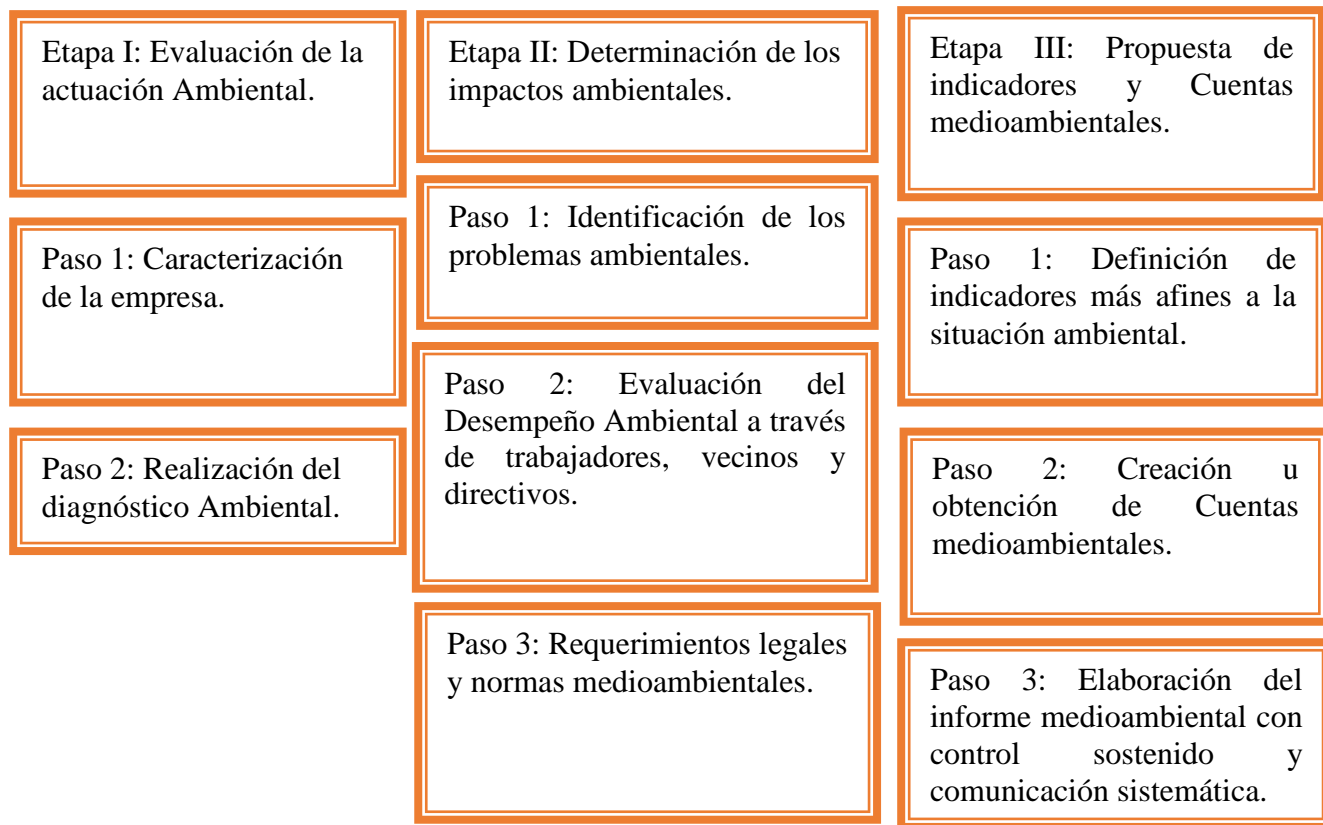 Etapa I: Evaluación de la
actuación Ambiental.
Paso 1: Caracterización
de la empresa.
Paso 2: Realización del
diagnóstico Ambiental.
Etapa II: Determinación de los
impactos ambientales.
Paso 1: Identificación de los
problemas ambientales.
Paso 2: Evaluación del
Desempeño Ambiental a través
de trabajadores, vecinos y
directivos.
Paso 3: Requerimientos legales
y normas medioambientales.
Etapa III: Propuesta de
indicadores y Cuentas
medioambientales.
Paso 1: Definición de
indicadores más afines a la
situación ambiental.
Paso 2: Creación u
obtención de Cuentas
medioambientales.
Paso 3: Elaboración del
informe medioambiental con
control sostenido y
comunicación sistemática.